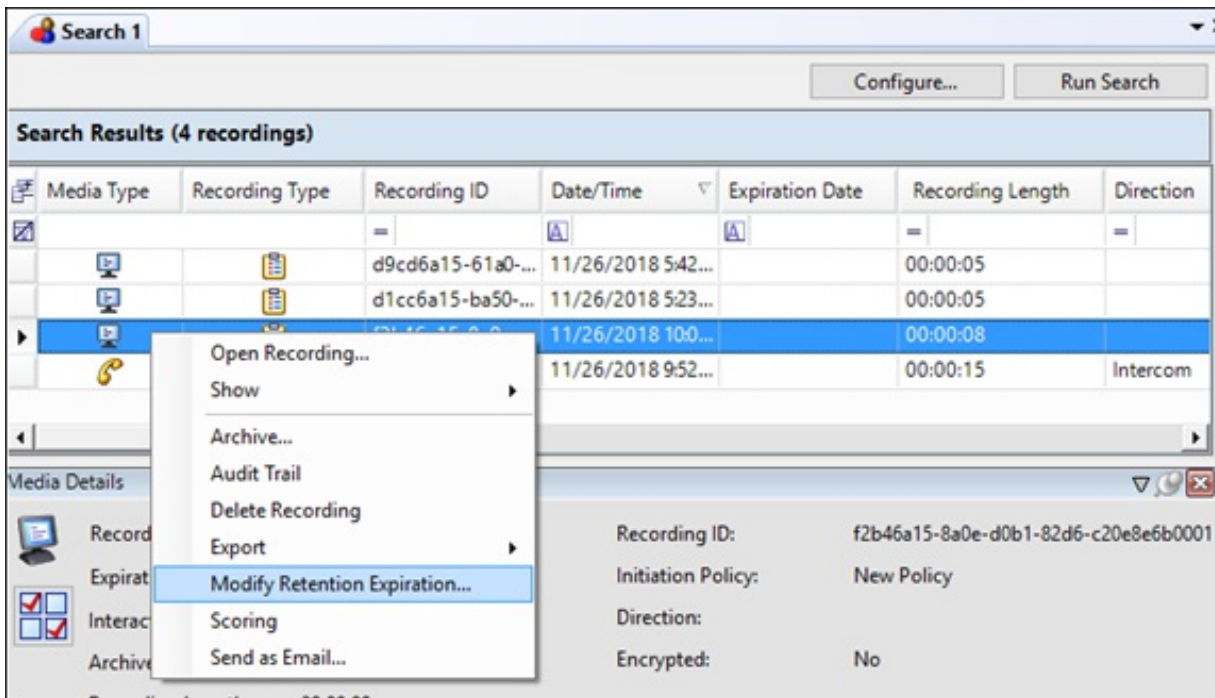 Search 1
Configure... Run Search
Search Results (4 recordings)
Media Type Recording Type Recording ID Date/Time Expiration Date Recording Length Direction
= A A = =
d9cd6a15-61a0-... 11/26/2018 5:42... 00:00:05
d1cc6a15-ba50-... 11/26/2018 5:23... 00:00:05
11/26/2018 10:0... 00:00:08
Open Recording...
11/26/2018 9:52... 00:00:15 Intercom
Show
Archive...
Audit Trail
Media Details
Delete Recording
Record Recording ID: f2b46a15-8a0e-d0b1-82d6-c20e8e6b0001
Export
Expirat Initiation Policy: New Policy
Modify Retention Expiration...
Interac Direction:
Scoring
Archive Encrypted: No
Send as Email...